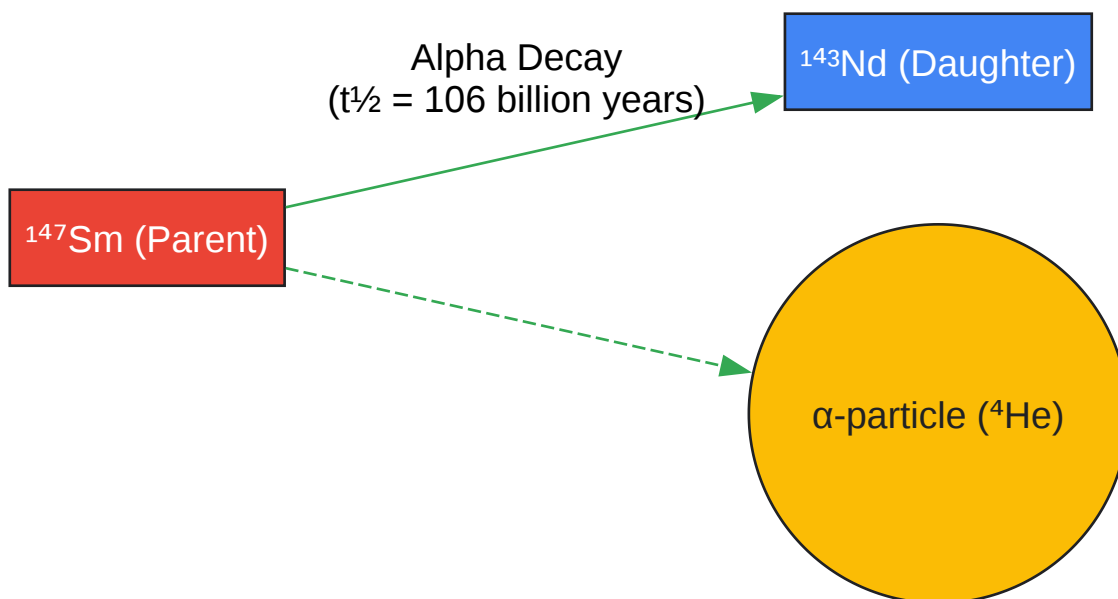 Alpha Decay
(t½ = 106 billion years)
¹⁴³Nd (Daughter)
¹⁴⁷Sm (Parent)
α-particle (⁴He)